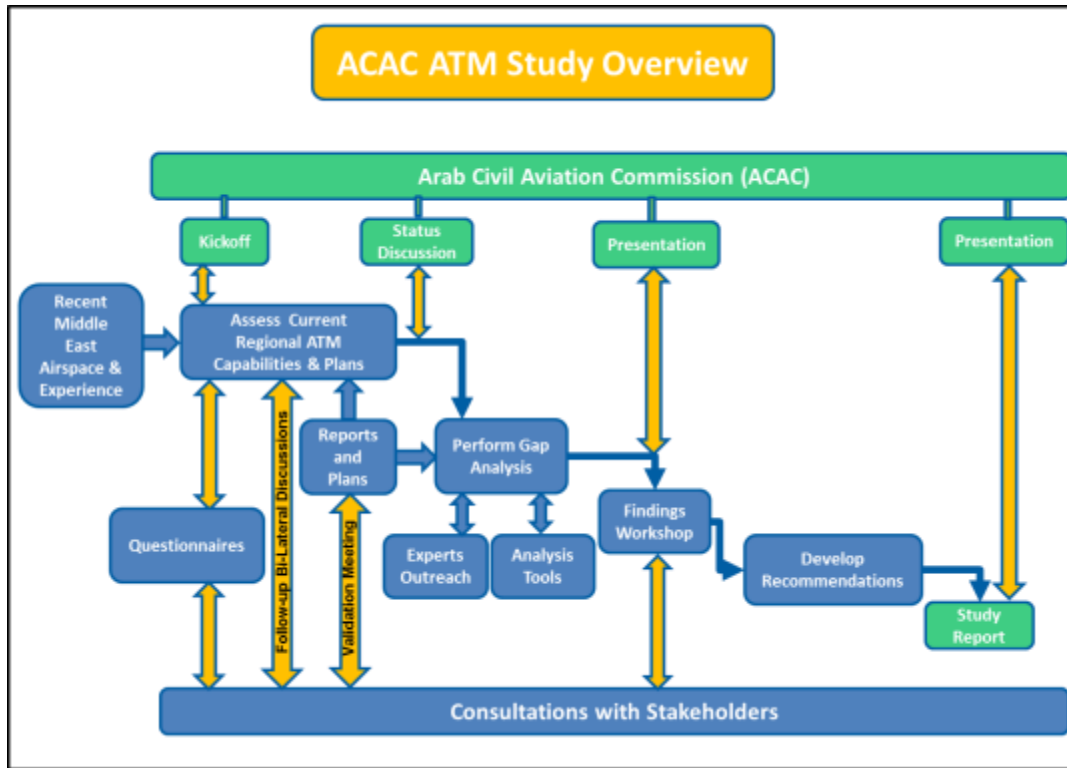 ACAC ATM Study Overview
Arab Civil Aviation Commission (ACAC)
Kickoff
Status
Discussion
Presentation
Presentation
Recent
Middle
East
Airspace &
Experience
Assess Current
Regional ATM
Capabilities & Plans
Reports
and
Plans
Perform Gap
Analysis
Questionnaires
Follow-up Bi-Lateral Discussions
Validation Meeting
Experts
Outreach
Analysis
Tools
Findings
Workshop
Develop
Recommendations
Study
Report
Consultations with Stakeholders